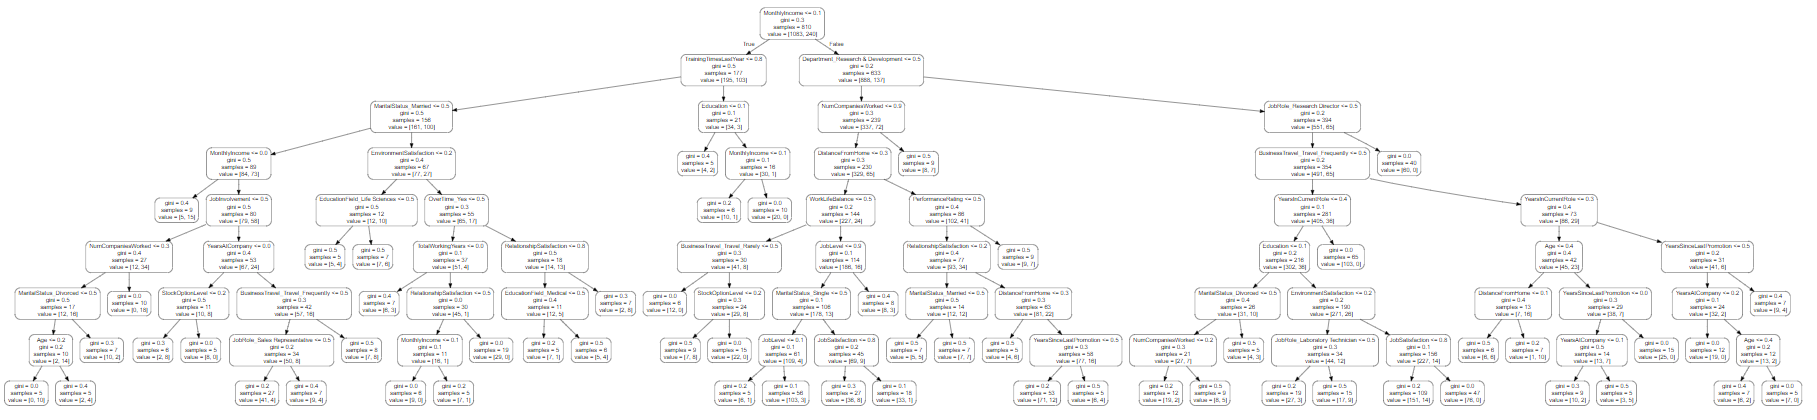 MonthlyIncome <= 0.1
gini = 0.3
samples = 810
value = [1083, 240]
True
False
TrainingTimesLastYear <= 0.8
gini = 0.5
samples = 177
value = [195, 103]
Department_Research & Development <= 0.5
gini = 0.2
samples = 633
value = [888, 137]
MaritalStatus_Married <= 0.5
gini = 0.5
samples = 156
value = [161, 100]
Education <= 0.1
gini = 0.1
samples = 21
value = [34, 3]
NumCompaniesWorked <= 0.9
gini = 0.3
samples = 239
value = [337, 72]
JobRole_Research Director <= 0.5
gini = 0.2
samples = 394
value = [551, 65]
MonthlyIncome <= 0.0
gini = 0.5
samples = 89
value = [84, 73]
EnvironmentSatisfaction <= 0.2
gini = 0.4
samples = 67
value = [77, 27]
gini = 0.4
samples = 5
value = [4, 2]
MonthlyIncome <= 0.1
gini = 0.1
samples = 16
value = [30, 1]
DistanceFromHome <= 0.3
gini = 0.3
samples = 230
value = [329, 65]
gini = 0.5
samples = 9
value = [8, 7]
BusinessTravel_Travel_Frequently <= 0.5
gini = 0.2
samples = 354
value = [491, 65]
gini = 0.0
samples = 40
value = [60, 0]
gini = 0.4
samples = 9
value = [5, 15]
JobInvolvement <= 0.5
gini = 0.5
samples = 80
value = [79, 58]
EducationField_Life Sciences <= 0.5
gini = 0.5
samples = 12
value = [12, 10]
OverTime_Yes <= 0.5
gini = 0.3
samples = 55
value = [65, 17]
gini = 0.2
samples = 6
value = [10, 1]
gini = 0.0
samples = 10
value = [20, 0]
WorkLifeBalance <= 0.5
gini = 0.2
samples = 144
value = [227, 24]
PerformanceRating <= 0.5
gini = 0.4
samples = 86
value = [102, 41]
YearsInCurrentRole <= 0.4
gini = 0.1
samples = 281
value = [405, 36]
YearsInCurrentRole <= 0.3
gini = 0.4
samples = 73
value = [86, 29]
NumCompaniesWorked <= 0.3
gini = 0.4
samples = 27
value = [12, 34]
YearsAtCompany <= 0.0
gini = 0.4
samples = 53
value = [67, 24]
gini = 0.5
samples = 5
value = [5, 4]
gini = 0.5
samples = 7
value = [7, 6]
TotalWorkingYears <= 0.0
gini = 0.1
samples = 37
value = [51, 4]
RelationshipSatisfaction <= 0.8
gini = 0.5
samples = 18
value = [14, 13]
BusinessTravel_Travel_Rarely <= 0.5
gini = 0.3
samples = 30
value = [41, 8]
JobLevel <= 0.9
gini = 0.1
samples = 114
value = [186, 16]
RelationshipSatisfaction <= 0.2
gini = 0.4
samples = 77
value = [93, 34]
gini = 0.5
samples = 9
value = [9, 7]
Education <= 0.1
gini = 0.2
samples = 216
value = [302, 36]
gini = 0.0
samples = 65
value = [103, 0]
Age <= 0.4
gini = 0.4
samples = 42
value = [45, 23]
YearsSinceLastPromotion <= 0.5
gini = 0.2
samples = 31
value = [41, 6]
MaritalStatus_Divorced <= 0.5
gini = 0.5
samples = 17
value = [12, 16]
gini = 0.0
samples = 10
value = [0, 18]
StockOptionLevel <= 0.2
gini = 0.5
samples = 11
value = [10, 8]
BusinessTravel_Travel_Frequently <= 0.5
gini = 0.3
samples = 42
value = [57, 16]
gini = 0.4
samples = 7
value = [6, 3]
RelationshipSatisfaction <= 0.5
gini = 0.0
samples = 30
value = [45, 1]
EducationField_Medical <= 0.5
gini = 0.4
samples = 11
value = [12, 5]
gini = 0.3
samples = 7
value = [2, 8]
gini = 0.0
samples = 6
value = [12, 0]
StockOptionLevel <= 0.2
gini = 0.3
samples = 24
value = [29, 8]
MaritalStatus_Single <= 0.5
gini = 0.1
samples = 106
value = [178, 13]
gini = 0.4
samples = 8
value = [8, 3]
MaritalStatus_Married <= 0.5
gini = 0.5
samples = 14
value = [12, 12]
DistanceFromHome <= 0.3
gini = 0.3
samples = 63
value = [81, 22]
MaritalStatus_Divorced <= 0.5
gini = 0.4
samples = 26
value = [31, 10]
EnvironmentSatisfaction <= 0.2
gini = 0.2
samples = 190
value = [271, 26]
DistanceFromHome <= 0.1
gini = 0.4
samples = 13
value = [7, 16]
YearsSinceLastPromotion <= 0.0
gini = 0.3
samples = 29
value = [38, 7]
YearsAtCompany <= 0.2
gini = 0.1
samples = 24
value = [32, 2]
gini = 0.4
samples = 7
value = [9, 4]
Age <= 0.2
gini = 0.2
samples = 10
value = [2, 14]
gini = 0.3
samples = 7
value = [10, 2]
gini = 0.3
samples = 6
value = [2, 8]
gini = 0.0
samples = 5
value = [8, 0]
JobRole_Sales Representative <= 0.5
gini = 0.2
samples = 34
value = [50, 8]
gini = 0.5
samples = 8
value = [7, 8]
MonthlyIncome <= 0.1
gini = 0.1
samples = 11
value = [16, 1]
gini = 0.0
samples = 19
value = [29, 0]
gini = 0.2
samples = 5
value = [7, 1]
gini = 0.5
samples = 6
value = [5, 4]
gini = 0.5
samples = 9
value = [7, 8]
gini = 0.0
samples = 15
value = [22, 0]
JobLevel <= 0.1
gini = 0.1
samples = 61
value = [109, 4]
JobSatisfaction <= 0.8
gini = 0.2
samples = 45
value = [69, 9]
gini = 0.5
samples = 7
value = [5, 5]
gini = 0.5
samples = 7
value = [7, 7]
gini = 0.5
samples = 5
value = [4, 6]
YearsSinceLastPromotion <= 0.5
gini = 0.3
samples = 58
value = [77, 16]
NumCompaniesWorked <= 0.2
gini = 0.3
samples = 21
value = [27, 7]
gini = 0.5
samples = 5
value = [4, 3]
JobRole_Laboratory Technician <= 0.5
gini = 0.3
samples = 34
value = [44, 12]
JobSatisfaction <= 0.8
gini = 0.1
samples = 156
value = [227, 14]
gini = 0.5
samples = 6
value = [6, 6]
gini = 0.2
samples = 7
value = [1, 10]
YearsAtCompany <= 0.1
gini = 0.5
samples = 14
value = [13, 7]
gini = 0.0
samples = 15
value = [25, 0]
gini = 0.0
samples = 12
value = [19, 0]
Age <= 0.4
gini = 0.2
samples = 12
value = [13, 2]
gini = 0.0
samples = 5
value = [0, 10]
gini = 0.4
samples = 5
value = [2, 4]
gini = 0.2
samples = 27
value = [41, 4]
gini = 0.4
samples = 7
value = [9, 4]
gini = 0.0
samples = 6
value = [9, 0]
gini = 0.2
samples = 5
value = [7, 1]
gini = 0.2
samples = 5
value = [6, 1]
gini = 0.1
samples = 56
value = [103, 3]
gini = 0.3
samples = 27
value = [36, 8]
gini = 0.1
samples = 18
value = [33, 1]
gini = 0.2
samples = 53
value = [71, 12]
gini = 0.5
samples = 5
value = [6, 4]
gini = 0.2
samples = 12
value = [19, 2]
gini = 0.5
samples = 9
value = [8, 5]
gini = 0.2
samples = 19
value = [27, 3]
gini = 0.5
samples = 15
value = [17, 9]
gini = 0.2
samples = 109
value = [151, 14]
gini = 0.0
samples = 47
value = [76, 0]
gini = 0.3
samples = 9
value = [10, 2]
gini = 0.5
samples = 5
value = [3, 5]
gini = 0.4
samples = 7
value = [6, 2]
gini = 0.0
samples = 5
value = [7, 0]